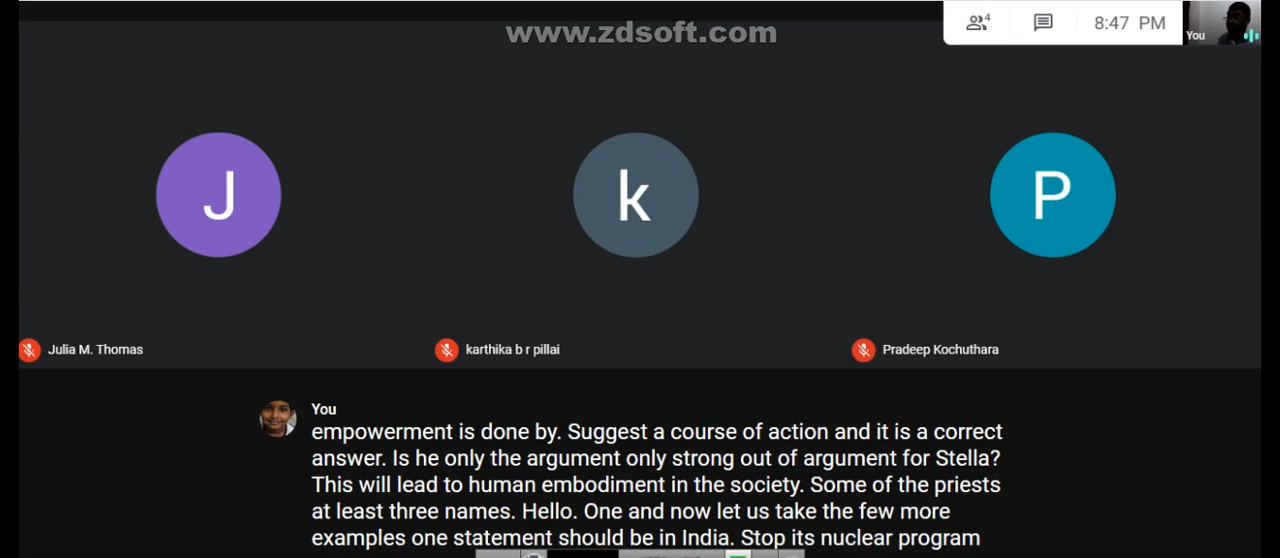 www.zdsoft.com
4
8:47 PM
You
J
k
P
Julia M. Thomas
karthika b r pillai
Pradeep Kochuthara
You
empowerment is done by. Suggest a course of action and it is a correct
answer. Is he only the argument only strong out of argument for Stella?
This will lead to human embodiment in the society. Some of the priests
at least three names. Hello. One and now let us take the few more
examples one statement should be in India. Stop its nuclear program